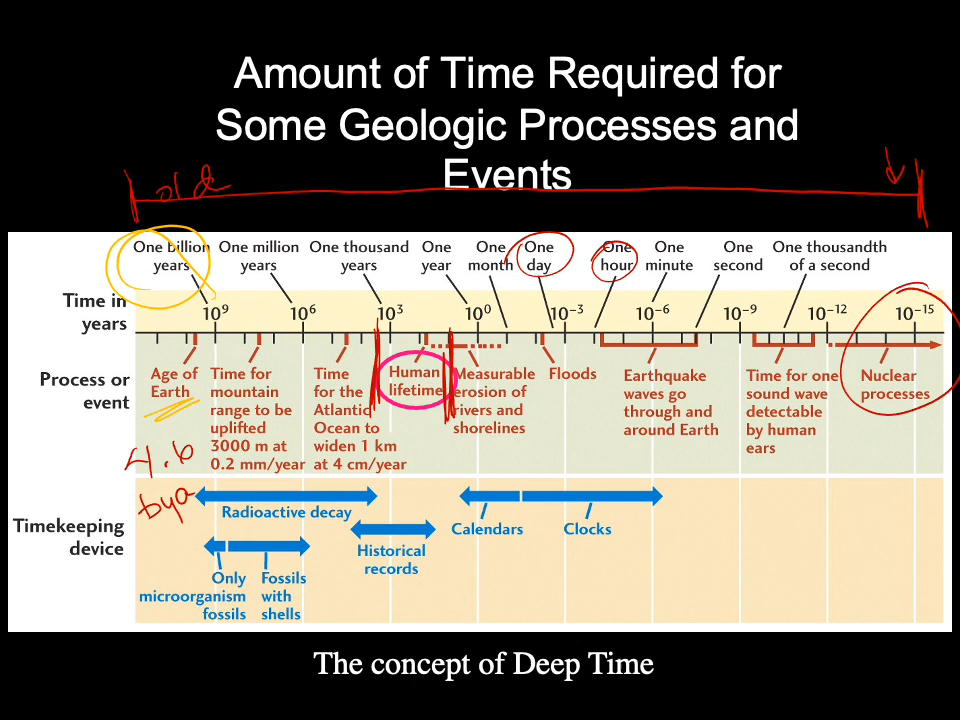 Amount of Time Required for
Some Geologic Processes and
Events
old
One billion years
One million years
One thousand years
One year
One month
One day
One hour
One minute
One second
One thousandth of a second
Time in years
10⁹ 10⁶ 10³ 10⁰ 10⁻³ 10⁻⁶ 10⁻⁹ 10⁻¹² 10⁻¹⁵
Process or event
Age of Earth
Time for mountain range to be uplifted 3000 m at 0.2 mm/year
Time for the Atlantic Ocean to widen 1 km at 4 cm/year
Human lifetime
Measurable erosion of rivers and shorelines
Floods
Earthquake waves go through and around Earth
Time for one sound wave detectable by human ears
Nuclear processes
4.6
bya
Timekeeping device
Radioactive decay
Only microorganism fossils
Fossils with shells
Historical records
Calendars
Clocks
The concept of Deep Time